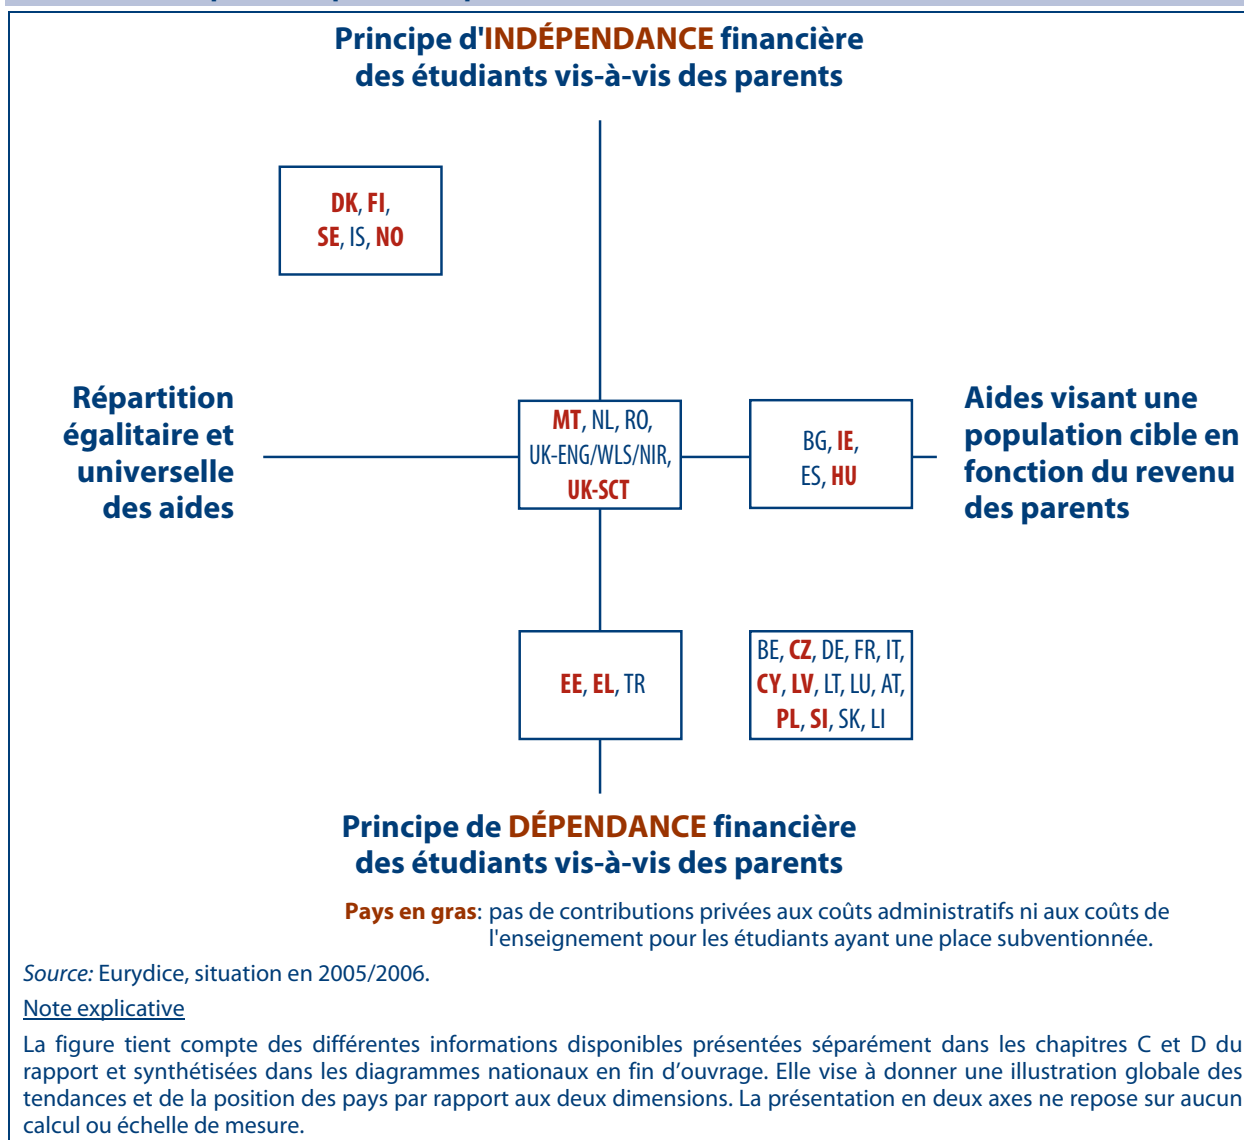 Principe d'INDÉPENDANCE financière
des étudiants vis-à-vis des parents
DK, FI,
SE, IS, NO
Répartition
égalitaire et
universelle
des aides
MT, NL, RO,
UK-ENG/WLS/NIR,
UK-SCT
BG, IE,
ES, HU
Aides visant une
population cible en
fonction du revenu
des parents
EE, EL, TR
BE, CZ, DE, FR, IT,
CY, LV, LT, LU, AT,
PL, SI, SK, LI
Principe de DÉPENDANCE financière
des étudiants vis-à-vis des parents
Pays en gras: pas de contributions privées aux coûts administratifs ni aux coûts de
l'enseignement pour les étudiants ayant une place subventionnée.
Source: Eurydice, situation en 2005/2006.
Note explicative
La figure tient compte des différentes informations disponibles présentées séparément dans les chapitres C et D du
rapport et synthétisées dans les diagrammes nationaux en fin d’ouvrage. Elle vise à donner une illustration globale des
tendances et de la position des pays par rapport aux deux dimensions. La présentation en deux axes ne repose sur aucun
calcul ou échelle de mesure.